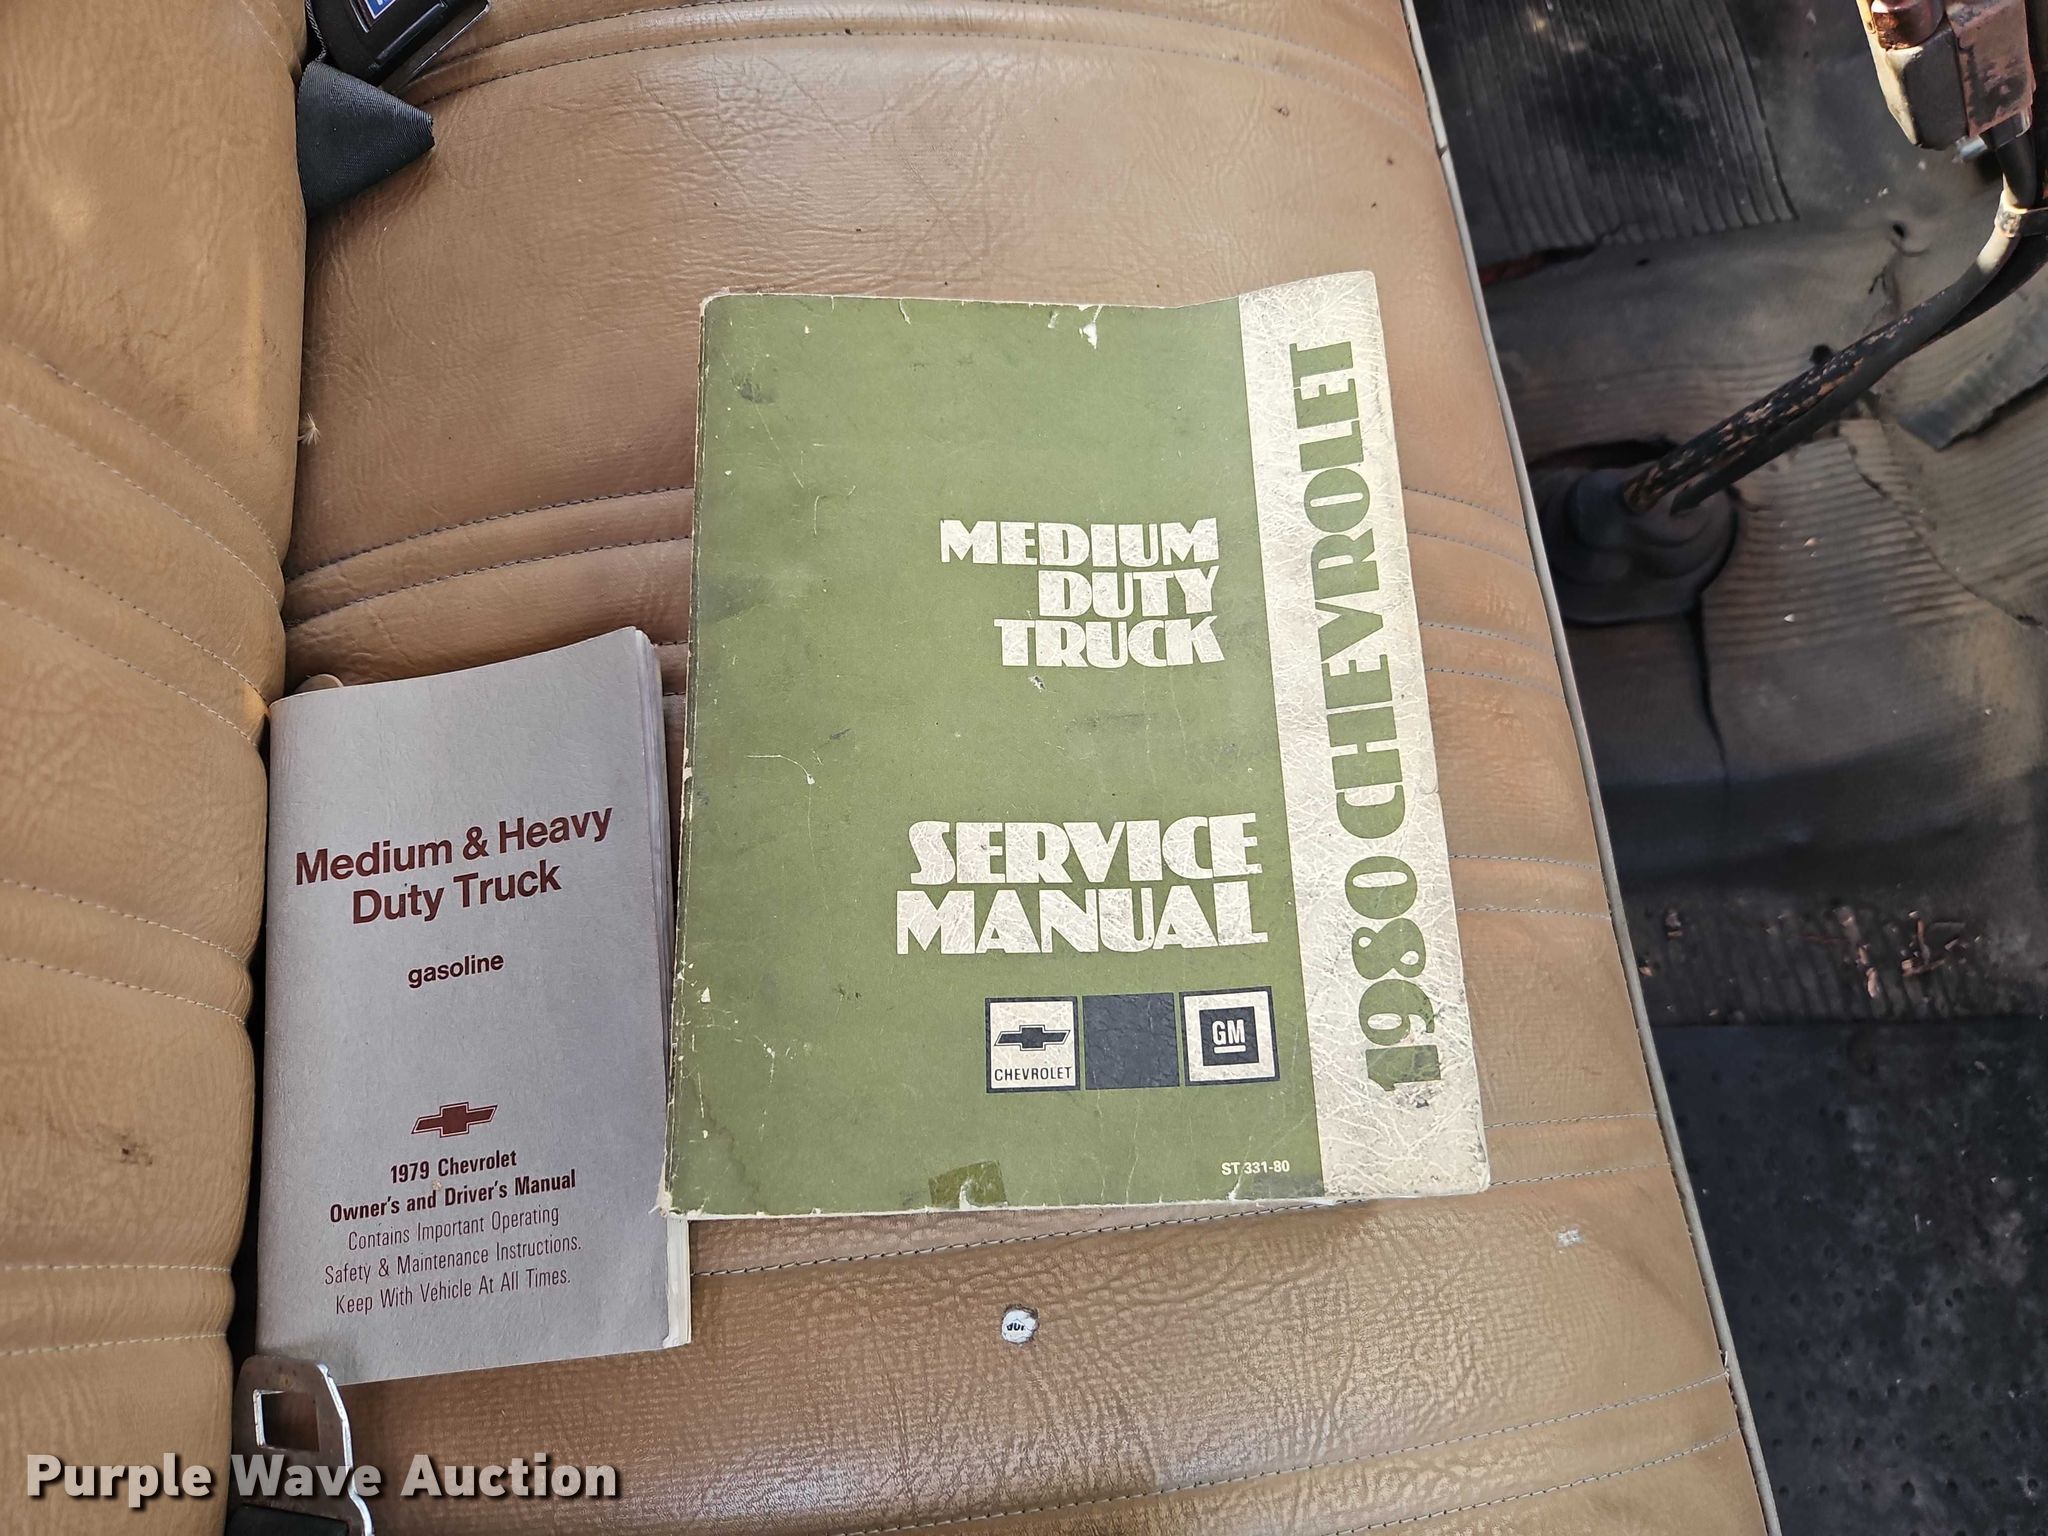 Medium & Heavy
Duty Truck
gasoline
1979 Chevrolet
Owner's and Driver's Manual
Contains Important Operating
Safety & Maintenance Instructions.
Keep With Vehicle At All Times.
MEDIUM
DUTY
TRUCK
SERVICE
MANUAL
CHEVROLET
GM
ST 331-80
1980 CHEVROLET
Purple Wave Auction